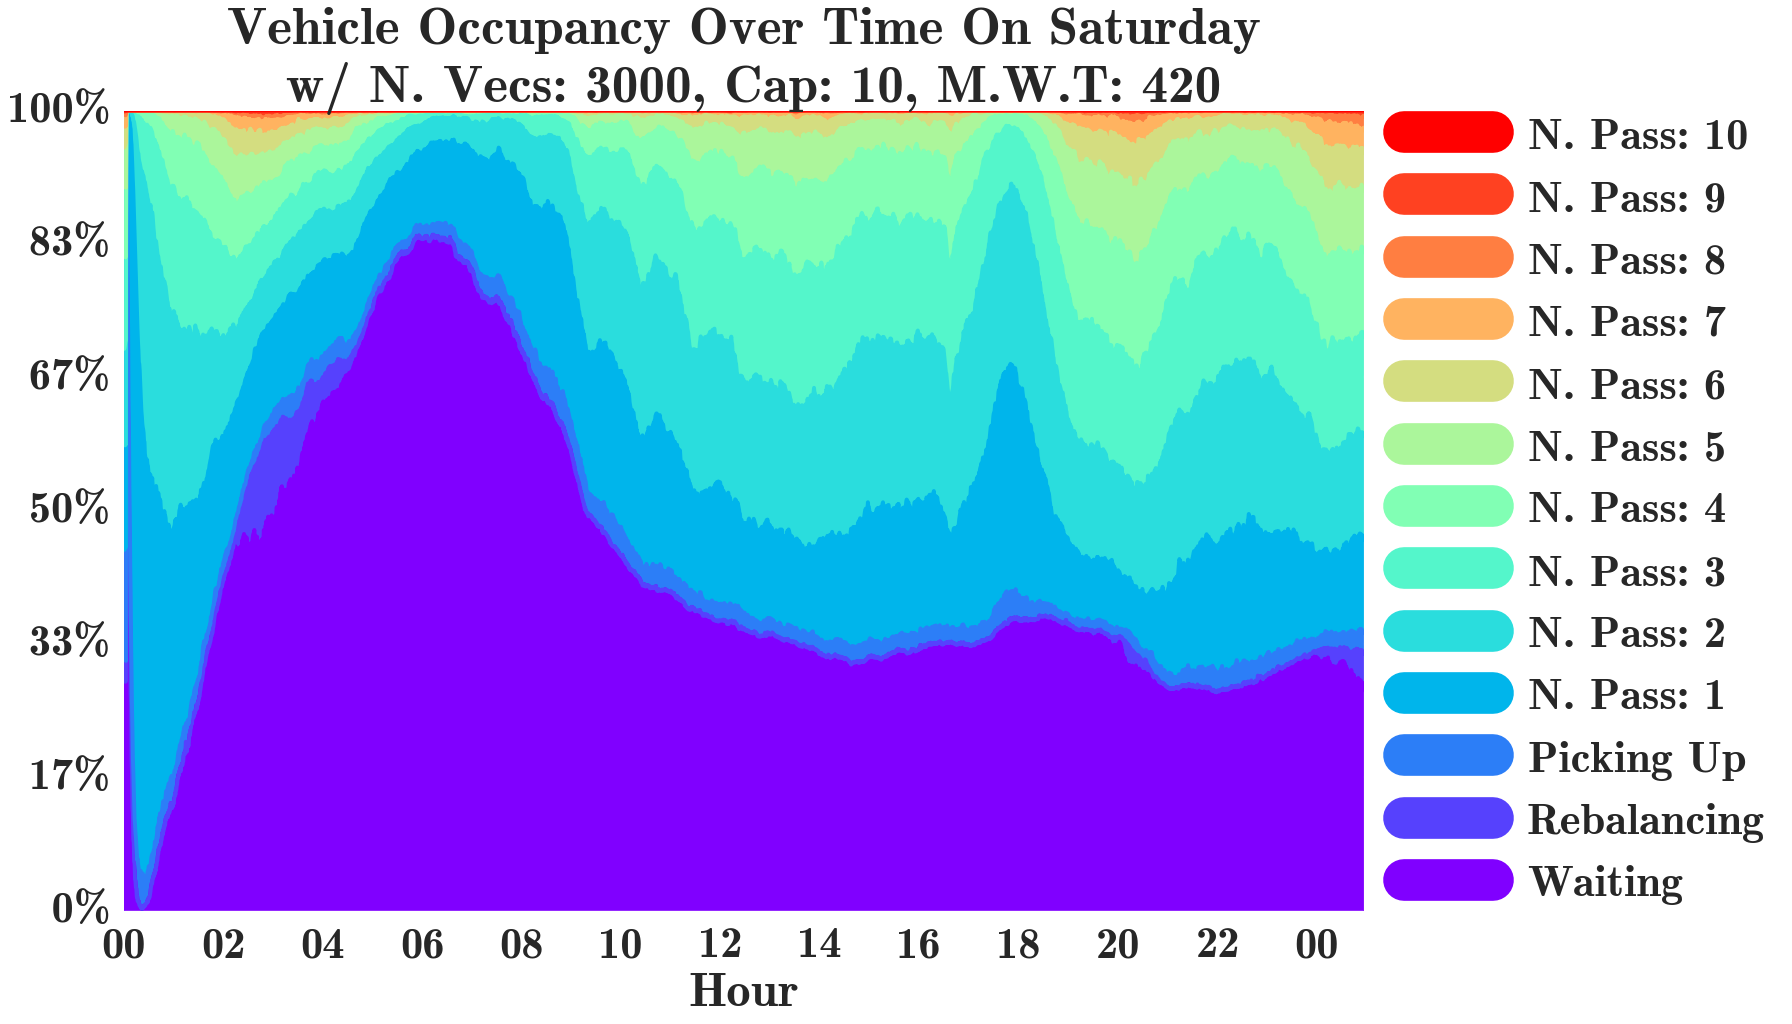 Vehicle Occupancy Over Time On Saturday
w/ N. Vecs: 3000, Cap: 10, M.W.T: 420
100%
83%
67%
50%
33%
17%
0%
00 02 04 06 08 10 12 14 16 18 20 22 00
Hour
N. Pass: 10
N. Pass: 9
N. Pass: 8
N. Pass: 7
N. Pass: 6
N. Pass: 5
N. Pass: 4
N. Pass: 3
N. Pass: 2
N. Pass: 1
Picking Up
Rebalancing
Waiting